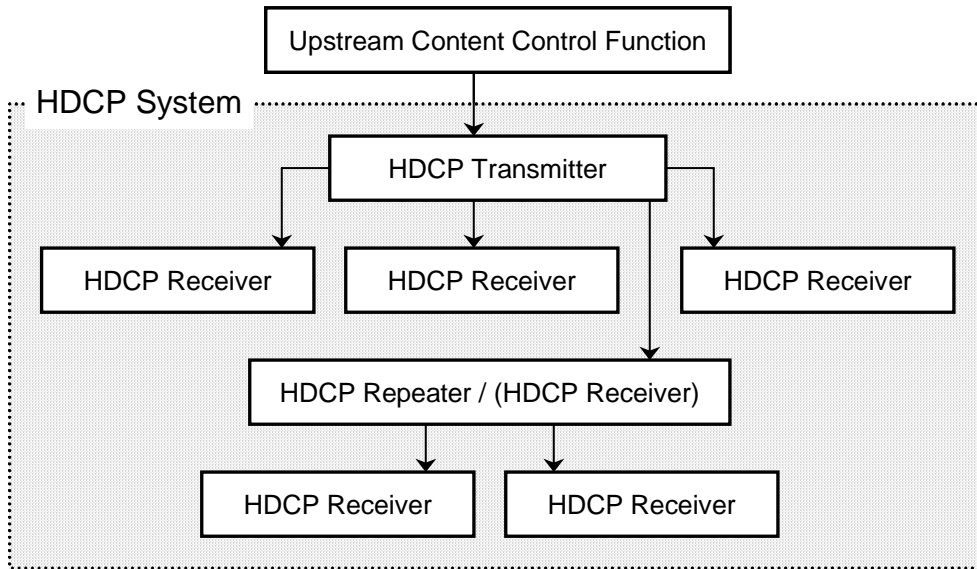 Upstream Content Control Function
HDCP System
HDCP Transmitter
HDCP Receiver
HDCP Receiver
HDCP Receiver
HDCP Repeater / (HDCP Receiver)
HDCP Receiver
HDCP Receiver